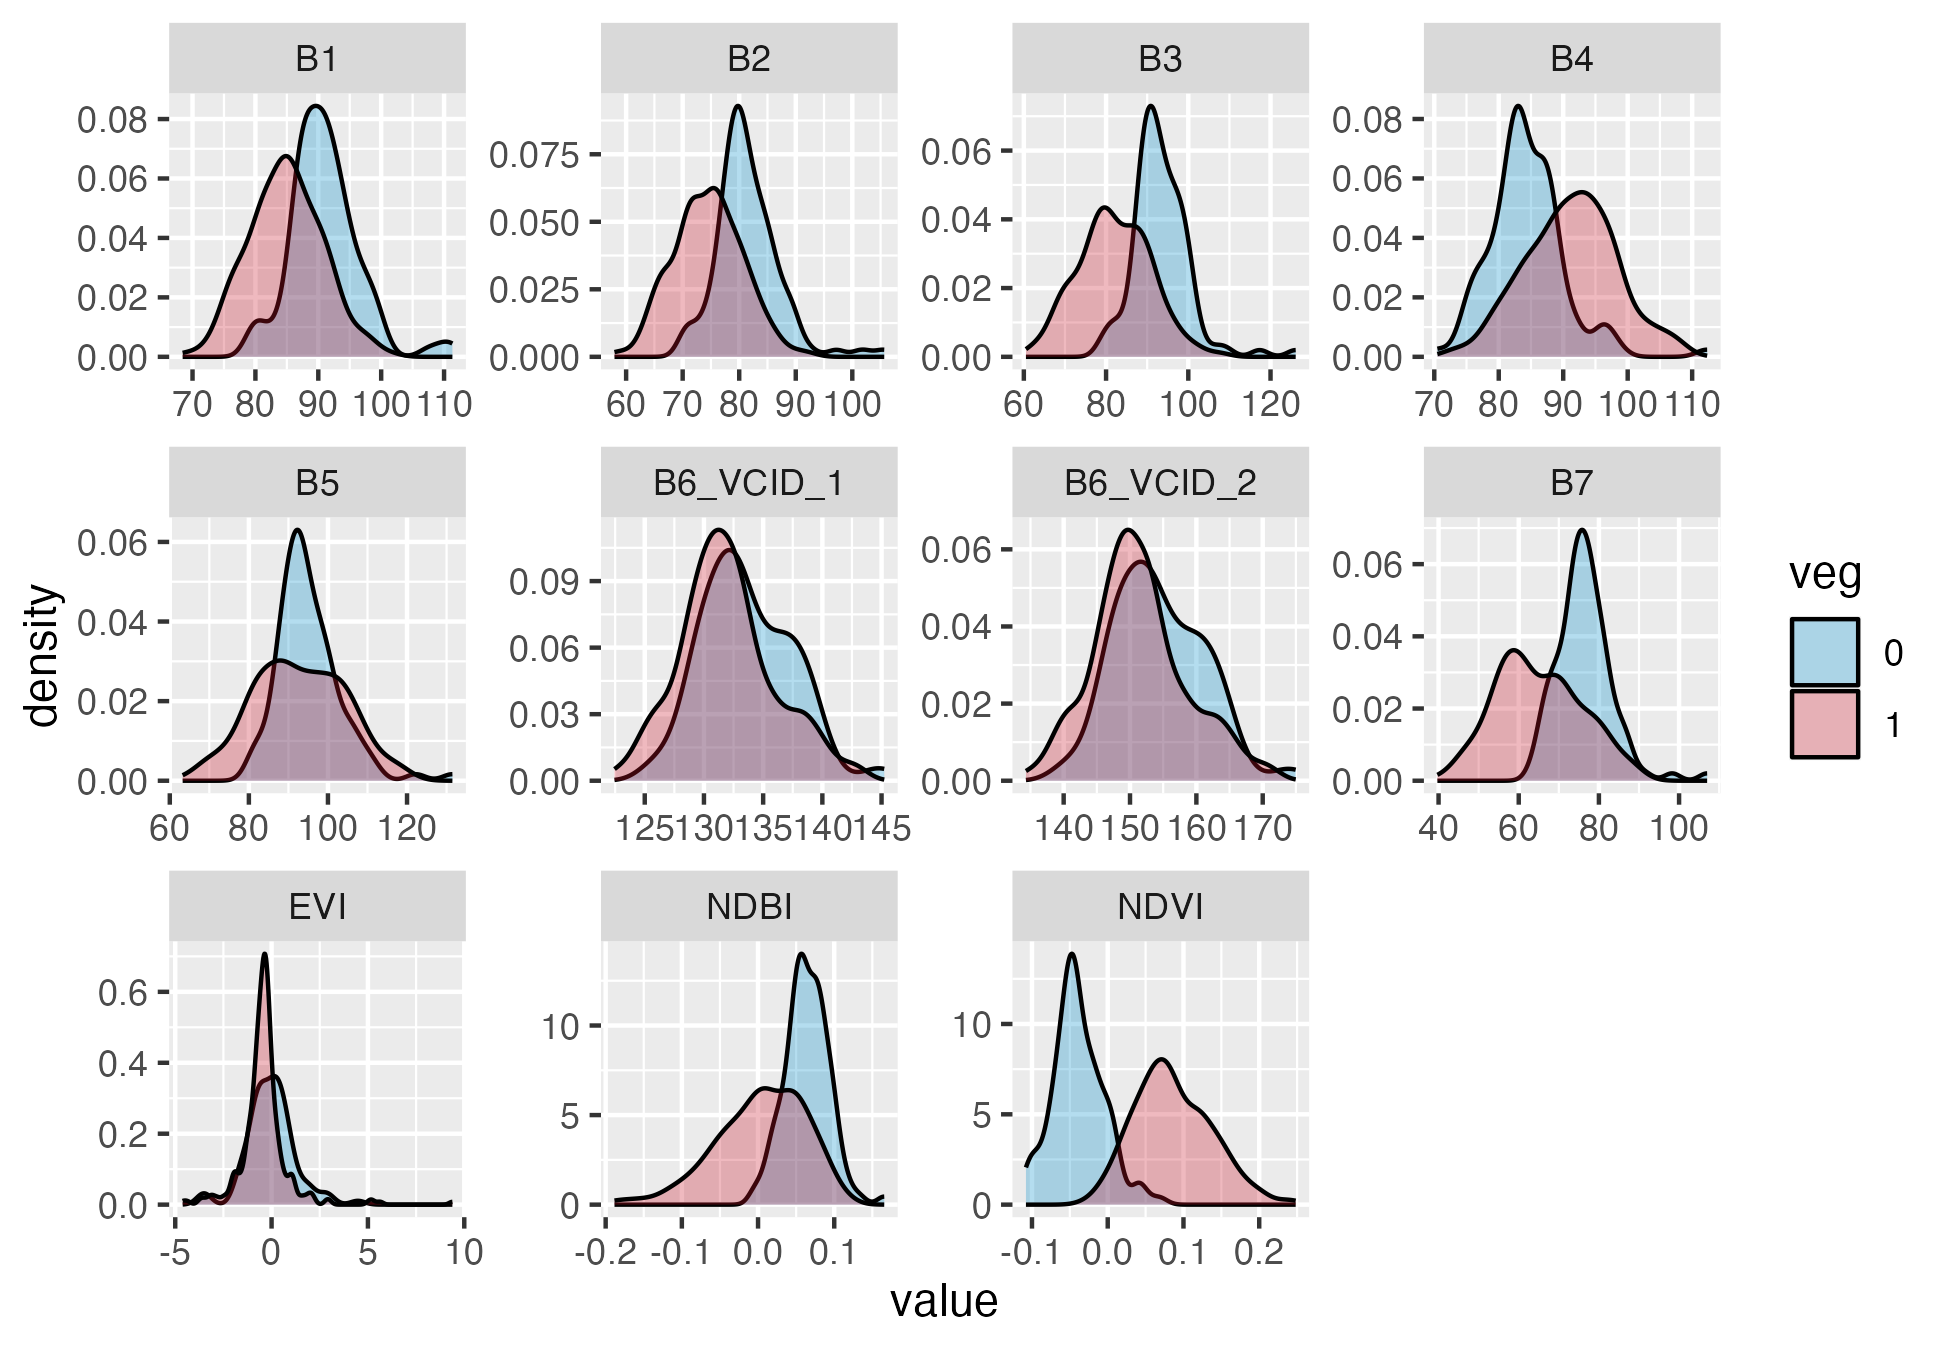 B1 B2 B3 B4
0.08 0.06 0.04 0.02 0.00
0.075 0.050 0.025 0.000
0.06 0.04 0.02 0.00
0.08 0.06 0.04 0.02 0.00
70 80 90 100 110
60 70 80 90 100
60 80 100 120
70 80 90 100 110
B5 B6_VCID_1 B6_VCID_2 B7
0.06 0.04 0.02 0.00
0.09 0.06 0.03 0.00
0.06 0.04 0.02 0.00
0.06 0.04 0.02 0.00
60 80 100 120
125 130 135 140 145
140 150 160 170
40 60 80 100
EVI NDBI NDVI
0.6 0.4 0.2 0.0
10 5 0
10 5 0
-5 0 5 10
-0.2 -0.1 0.0 0.1
-0.1 0.0 0.1 0.2
density
value
veg
0
1